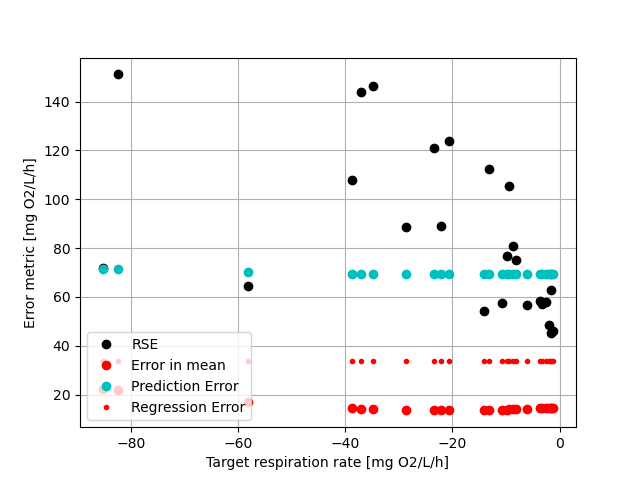 140
120
100
80
60
40
20
Error metric [mg O2/L/h]
RSE
Error in mean
Prediction Error
Regression Error
−80
−60
−40
−20
0
Target respiration rate [mg O2/L/h]